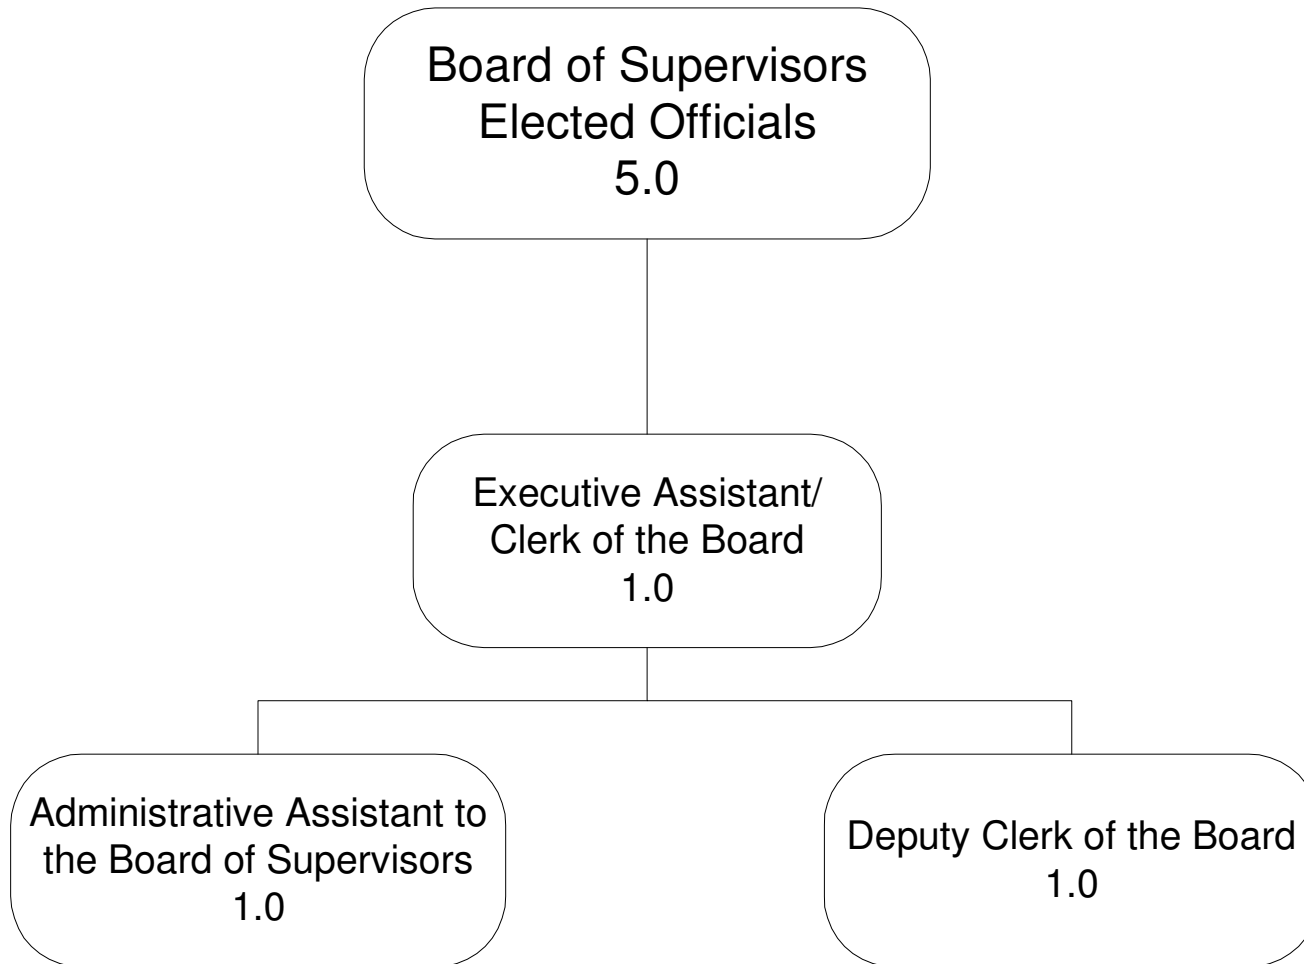 Board of Supervisors
Elected Officials
5.0
Executive Assistant/
Clerk of the Board
1.0
Administrative Assistant to
the Board of Supervisors
1.0
Deputy Clerk of the Board
1.0